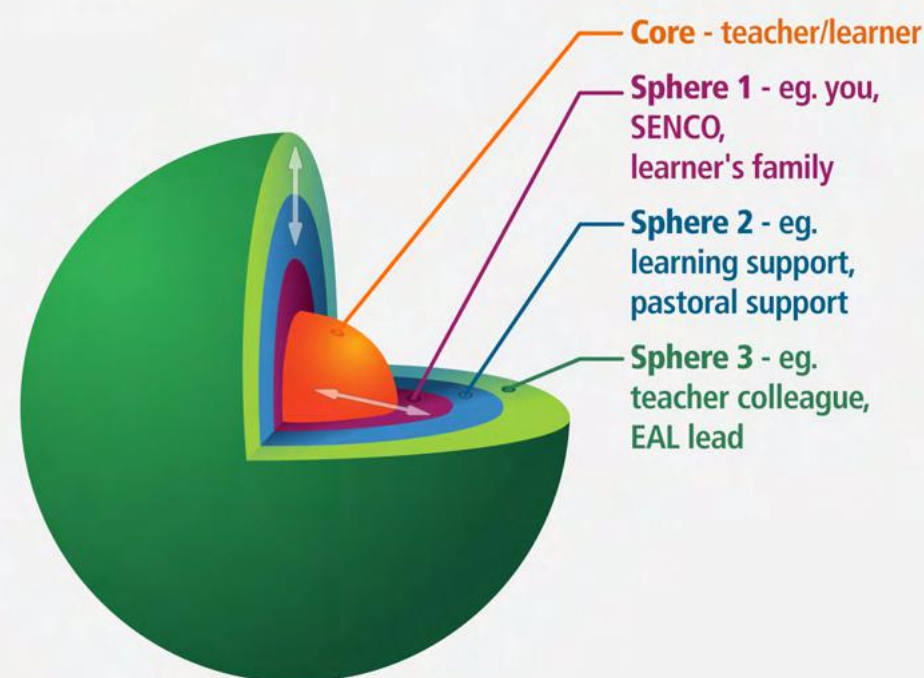 Core - teacher/learner
Sphere 1 - eg. you,
SENCO,
learner's family
Sphere 2 - eg.
learning support,
pastoral support
Sphere 3 - eg.
teacher colleague,
EAL lead